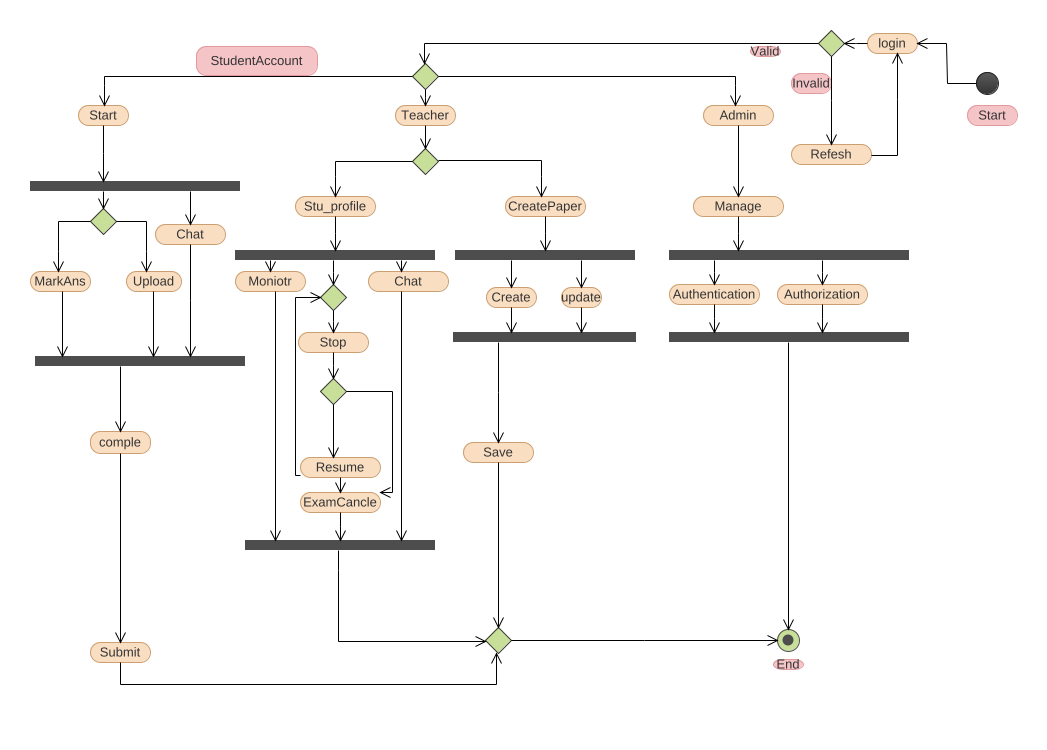 login
Valid
StudentAccount
Invalid
Start
Teacher
Admin
Start
Refesh
Stu_profile
CreatePaper
Manage
Chat
MarkAns
Upload
Moniotr
Chat
Create
update
Authentication
Authorization
Stop
comple
Save
Resume
ExamCancle
Submit
End